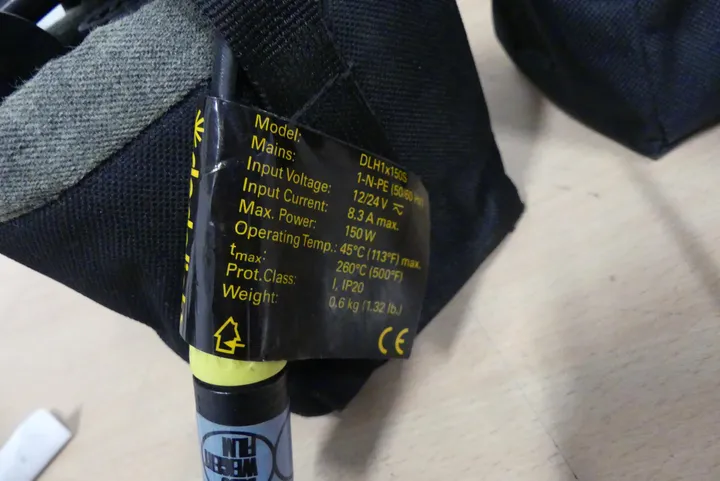 Model: DLH1x150S
Mains: 1-N-PE (50/60 Hz)
Input Voltage: 12/24 V
Input Current: 8.3 A max.
Max. Power: 150 W
Operating Temp.: 45°C (113°F) max.
tmax: 260°C (500°F)
Prot.Class: I, IP20
Weight: 0.6 kg (1.32 lb.)
CE
FILM